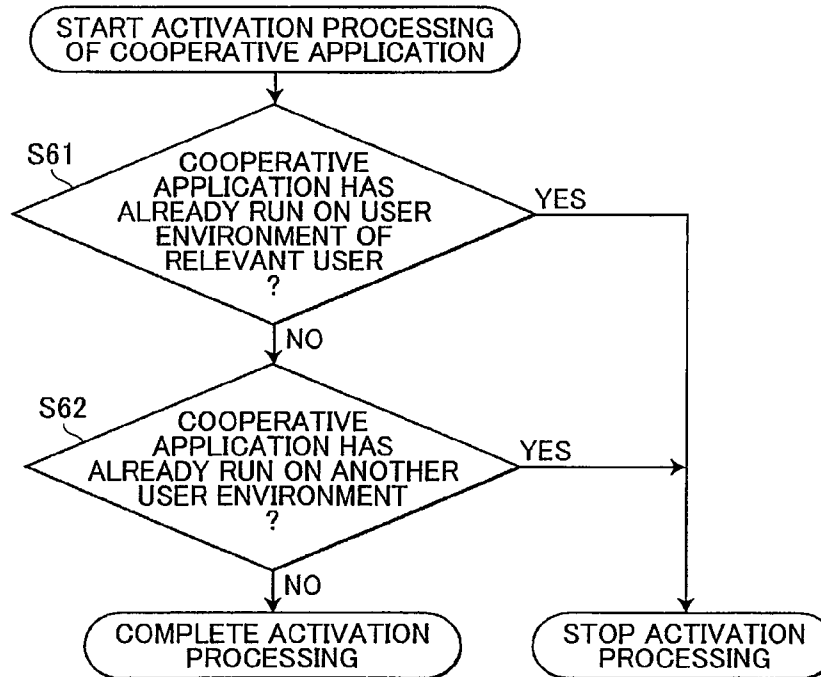 START ACTIVATION PROCESSING
OF COOPERATIVE APPLICATION
S61
COOPERATIVE
APPLICATION HAS
ALREADY RUN ON USER
ENVIRONMENT OF
RELEVANT USER
?
YES
NO
S62
COOPERATIVE
APPLICATION HAS
ALREADY RUN ON ANOTHER
USER ENVIRONMENT
?
YES
NO
COMPLETE ACTIVATION
PROCESSING
STOP ACTIVATION
PROCESSING